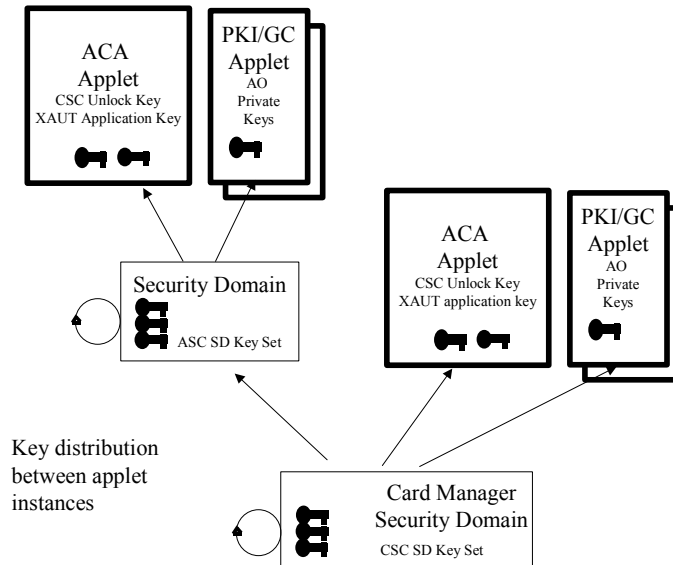 ACA
Applet
CSC Unlock Key
XAUT Application Key
PKI/GC
Applet
AO
Private
Keys
Security Domain
ASC SD Key Set
ACA
Applet
CSC Unlock Key
XAUT application key
PKI/GC
Applet
AO
Private
Keys
Key distribution
between applet
instances
Card Manager
Security Domain
CSC SD Key Set